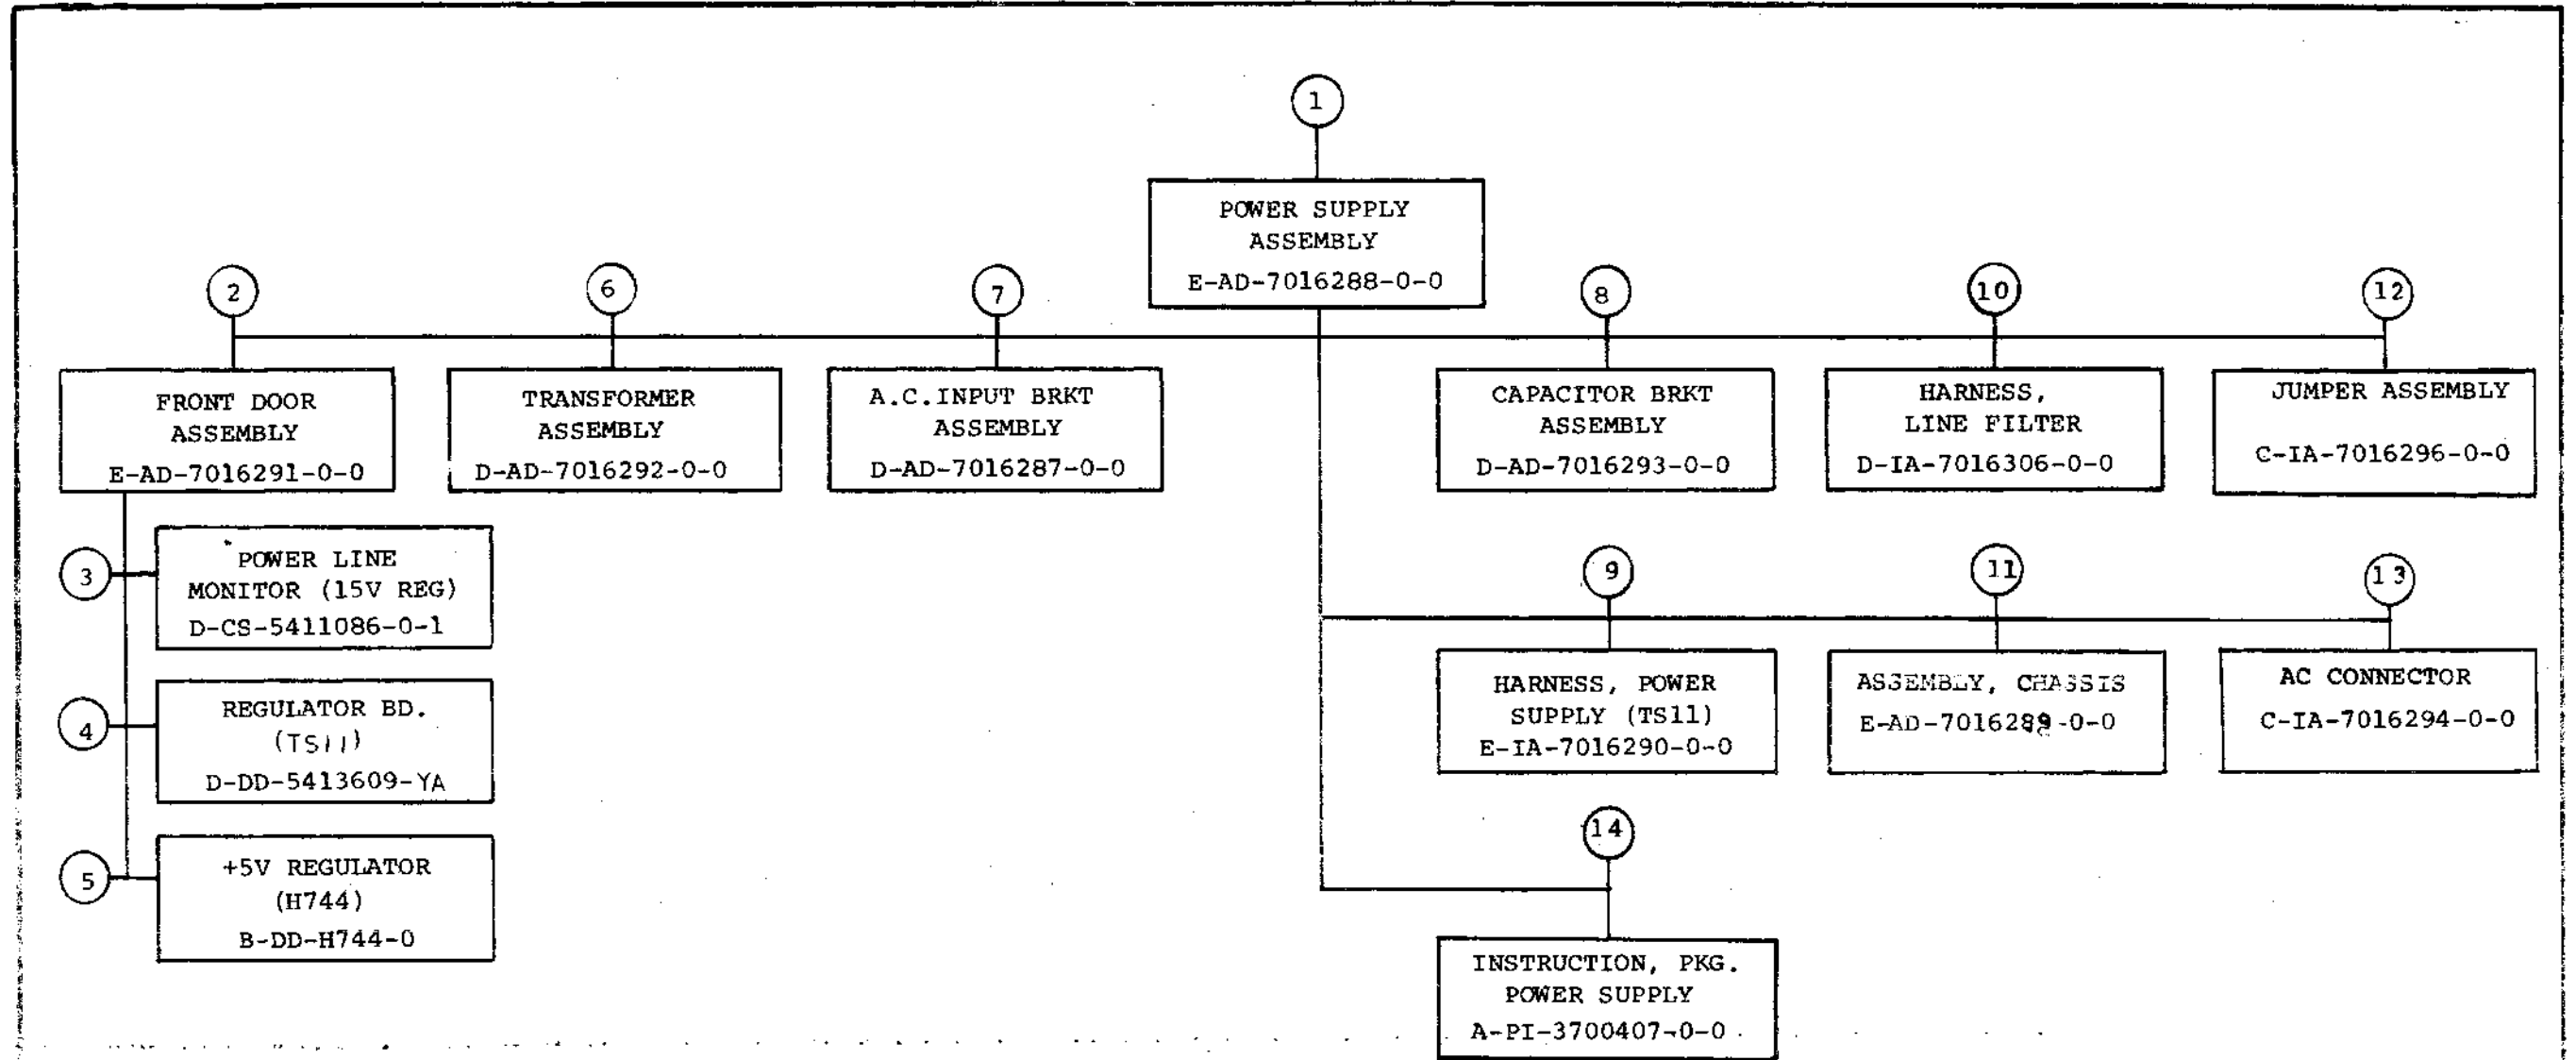 1
POWER SUPPLY
ASSEMBLY
E-AD-7016288-0-0
2
FRONT DOOR
ASSEMBLY
E-AD-7016291-0-0
6
TRANSFORMER
ASSEMBLY
D-AD-7016292-0-0
7
A.C.INPUT BRKT
ASSEMBLY
D-AD-7016287-0-0
8
CAPACITOR BRKT
ASSEMBLY
D-AD-7016293-0-0
10
HARNESS,
LINE FILTER
D-IA-7016306-0-0
12
JUMPER ASSEMBLY
C-IA-7016296-0-0
3
POWER LINE
MONITOR (15V REG)
D-CS-5411086-0-1
4
REGULATOR BD.
(TS11)
D-DD-5413609-YA
5
+5V REGULATOR
(H744)
B-DD-H744-0
9
HARNESS, POWER
SUPPLY (TS11)
E-IA-7016290-0-0
11
ASSEMBLY, CHASSIS
E-AD-7016289-0-0
13
AC CONNECTOR
C-IA-7016294-0-0
14
INSTRUCTION, PKG.
POWER SUPPLY
A-PI-3700407-0-0